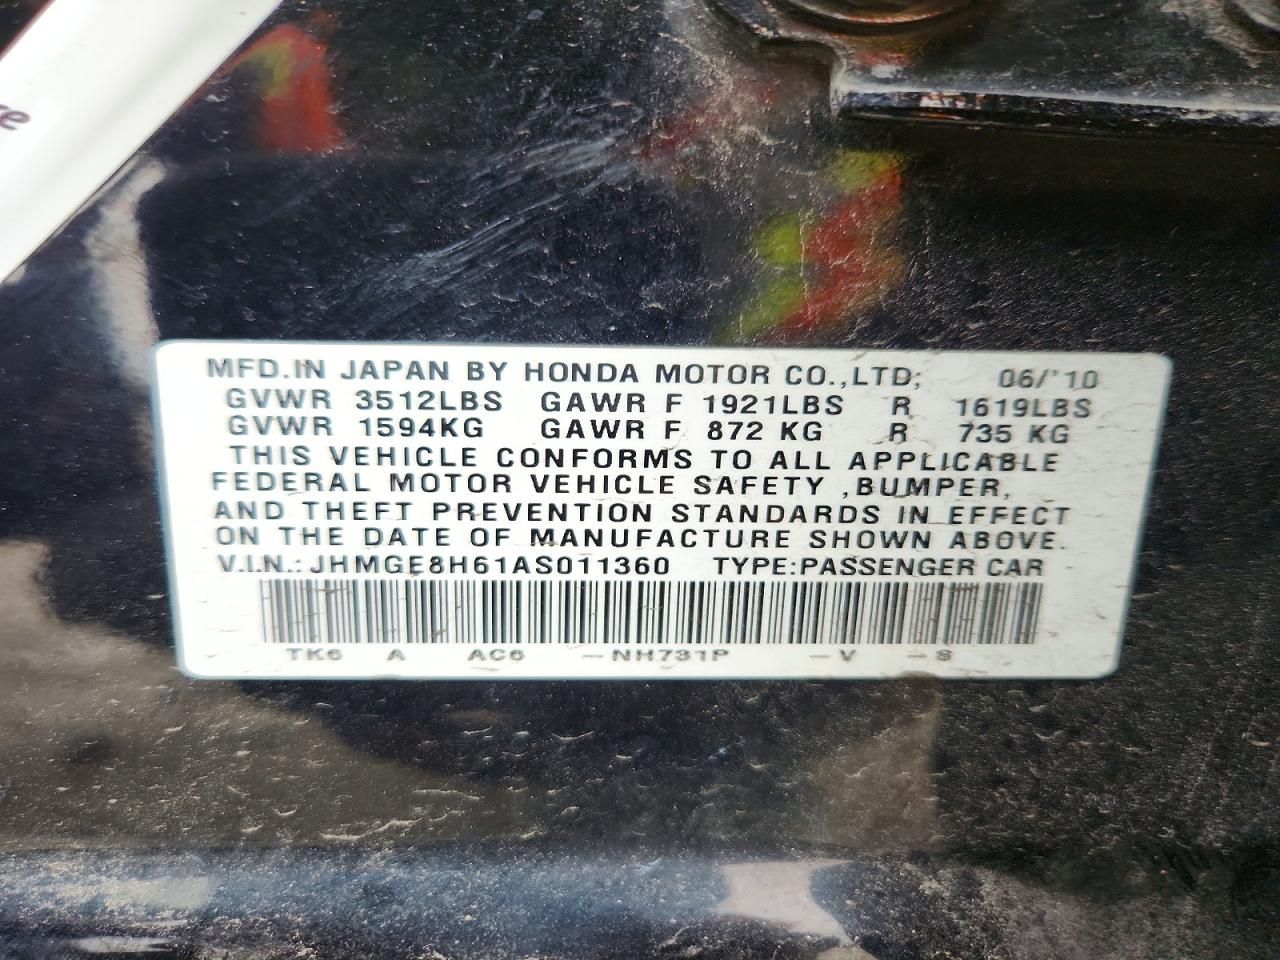 MFD.IN JAPAN BY HONDA MOTOR CO.,LTD; 06/'10
GVWR 3512LBS GAWR F 1921LBS R 1619LBS
GVWR 1594KG GAWR F 872 KG R 735 KG
THIS VEHICLE CONFORMS TO ALL APPLICABLE
FEDERAL MOTOR VEHICLE SAFETY ,BUMPER,
AND THEFT PREVENTION STANDARDS IN EFFECT
ON THE DATE OF MANUFACTURE SHOWN ABOVE.
V.I.N.: JHMGE8H61AS011360 TYPE:PASSENGER CAR
TK6 A AC6 -NH731P -V -S